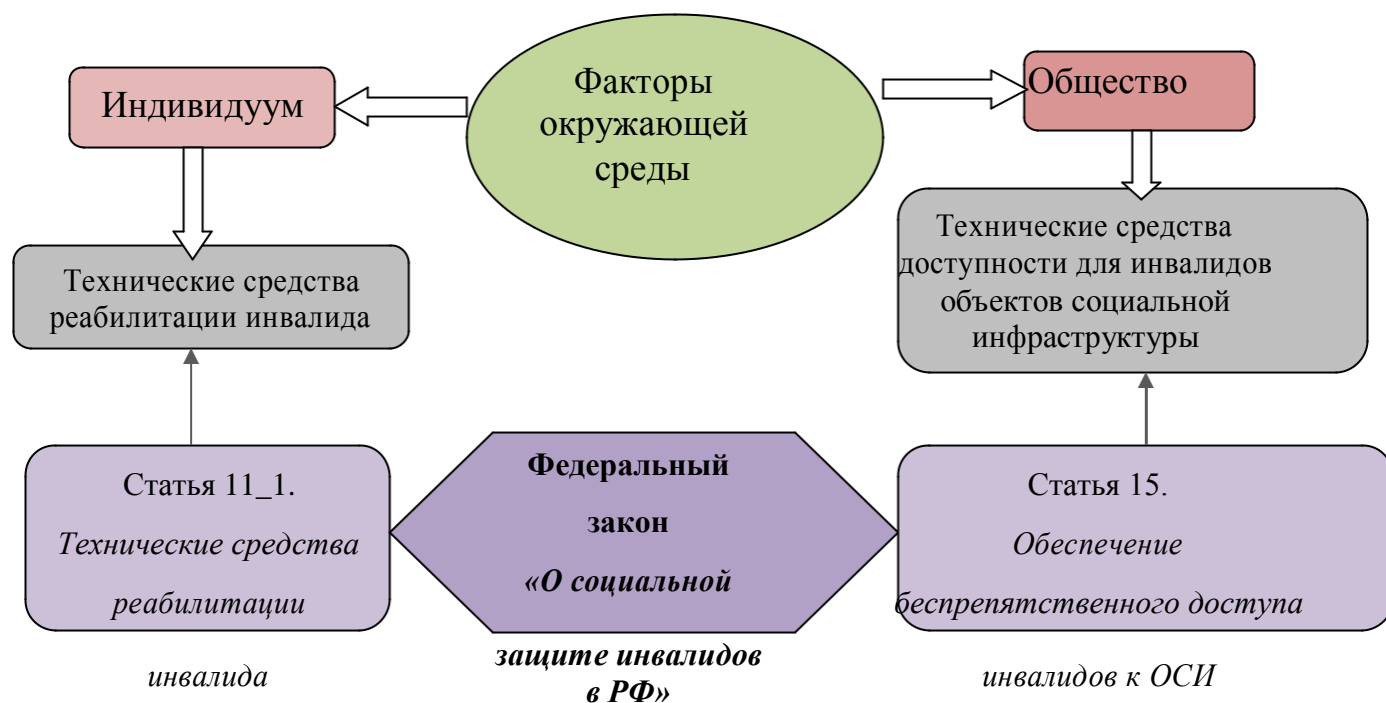 Факторы
окружающей
среды
Индивидуум
Общество
Технические средства
реабилитации инвалида
Технические средства
доступности для инвалидов
объектов социальной
инфраструктуры
Статья 11_1.
Технические средства
реабилитации
инвалида
Федеральный
закон
«О социальной
защите инвалидов
в РФ»
Статья 15.
Обеспечение
беспрепятственного доступа
инвалидов к ОСИ